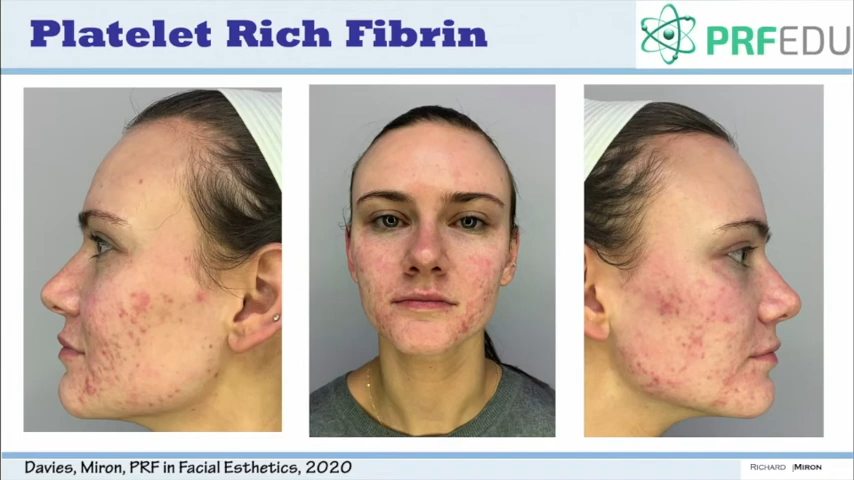 Platelet Rich Fibrin
PRFEDU
Davies, Miron, PRF in Facial Esthetics, 2020
RICHARD |MIRON